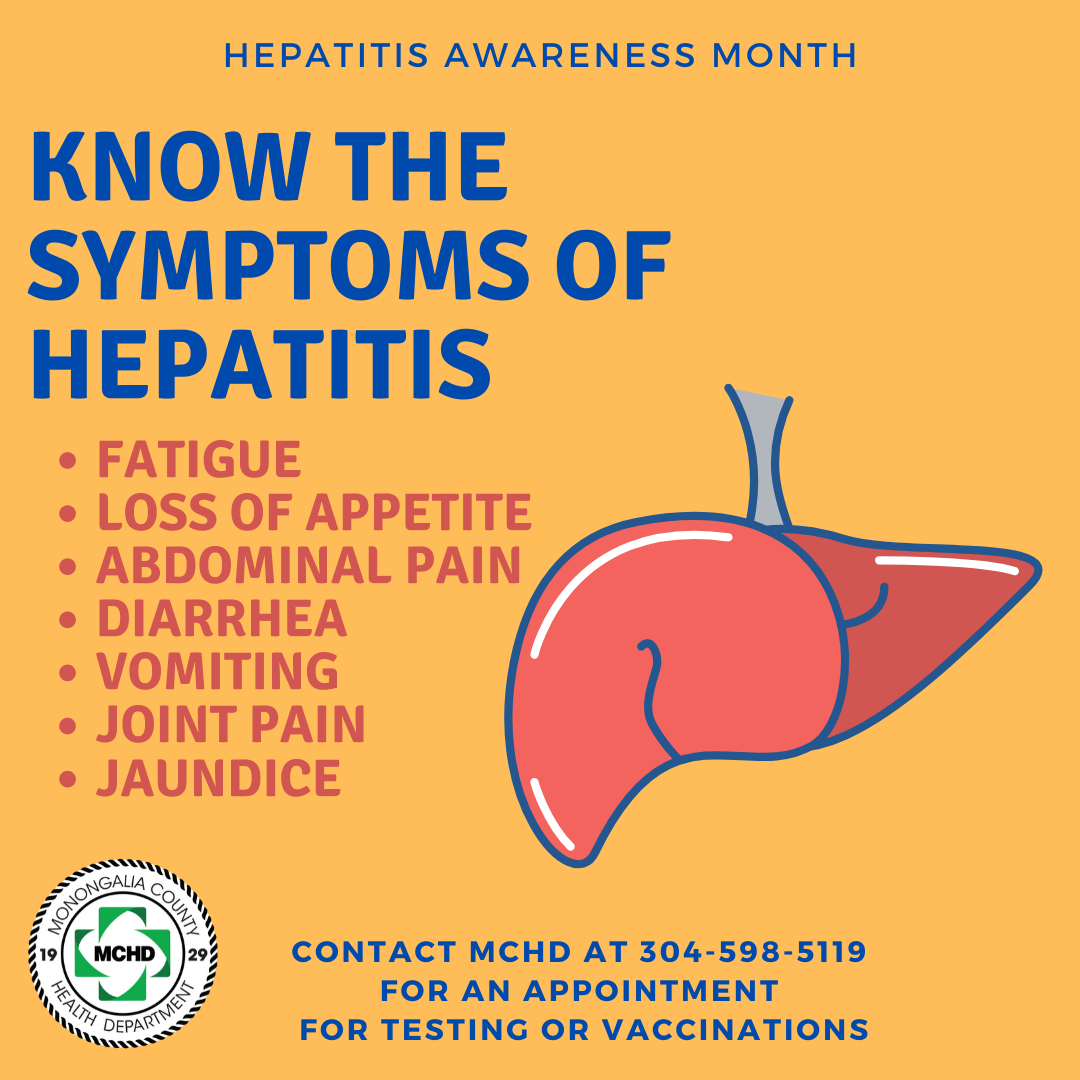 HEPATITIS AWARENESS MONTH
KNOW THE
SYMPTOMS OF
HEPATITIS
• FATIGUE
• LOSS OF APPETITE
• ABDOMINAL PAIN
• DIARRHEA
• VOMITING
• JOINT PAIN
• JAUNDICE
MONONGALIA COUNTY
19 MCHD 29
HEALTH DEPARTMENT
CONTACT MCHD AT 304-598-5119
FOR AN APPOINTMENT
FOR TESTING OR VACCINATIONS